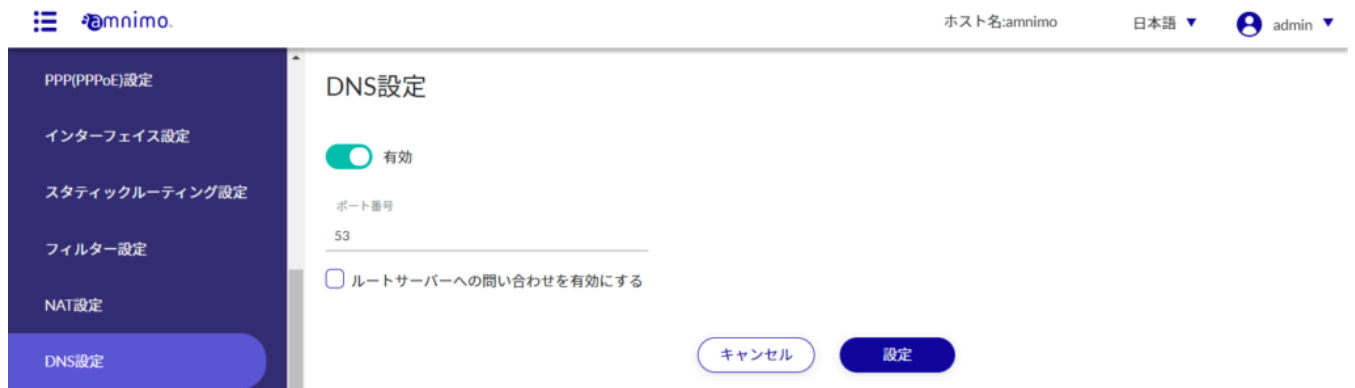 amnimo.
ホスト名:amnimo
日本語 ▼
admin ▼
PPP(PPPoE)設定
インターフェイス設定
スタティックルーティング設定
フィルター設定
NAT設定
DNS設定
DNS設定
有効
ポート番号
53
ルートサーバーへの問い合わせを有効にする
キャンセル
設定